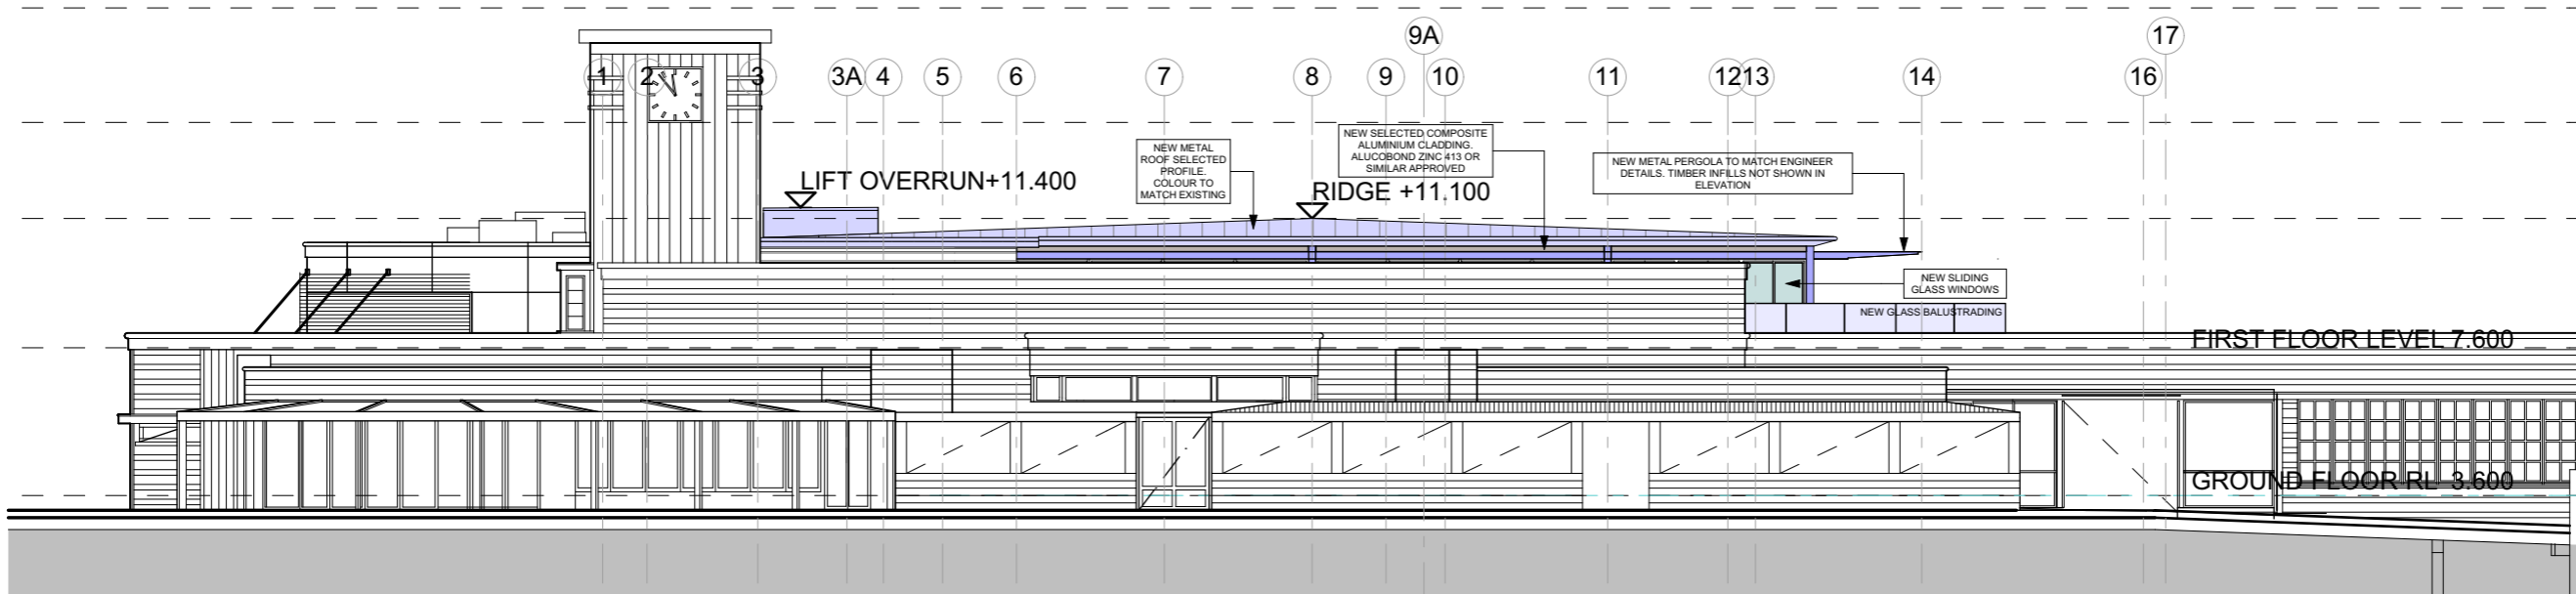 9A
17
1
2
3
3A
4
5
6
7
8
9
10
11
12
13
14
16
NEW METAL
ROOF SELECTED
PROFILE.
COLOUR TO
MATCH EXISTING
NEW SELECTED COMPOSITE
ALUMINIUM CLADDING.
ALUCOBOND ZINC 413 OR
SIMILAR APPROVED
NEW METAL PERGOLA TO MATCH ENGINEER
DETAILS. TIMBER INFILLS NOT SHOWN IN
ELEVATION
LIFT OVERRUN+11.400
RIDGE +11.100
NEW SLIDING
GLASS WINDOWS
NEW GLASS BALUSTRADING
FIRST FLOOR LEVEL 7.600
GROUND FLOOR RL 3.600